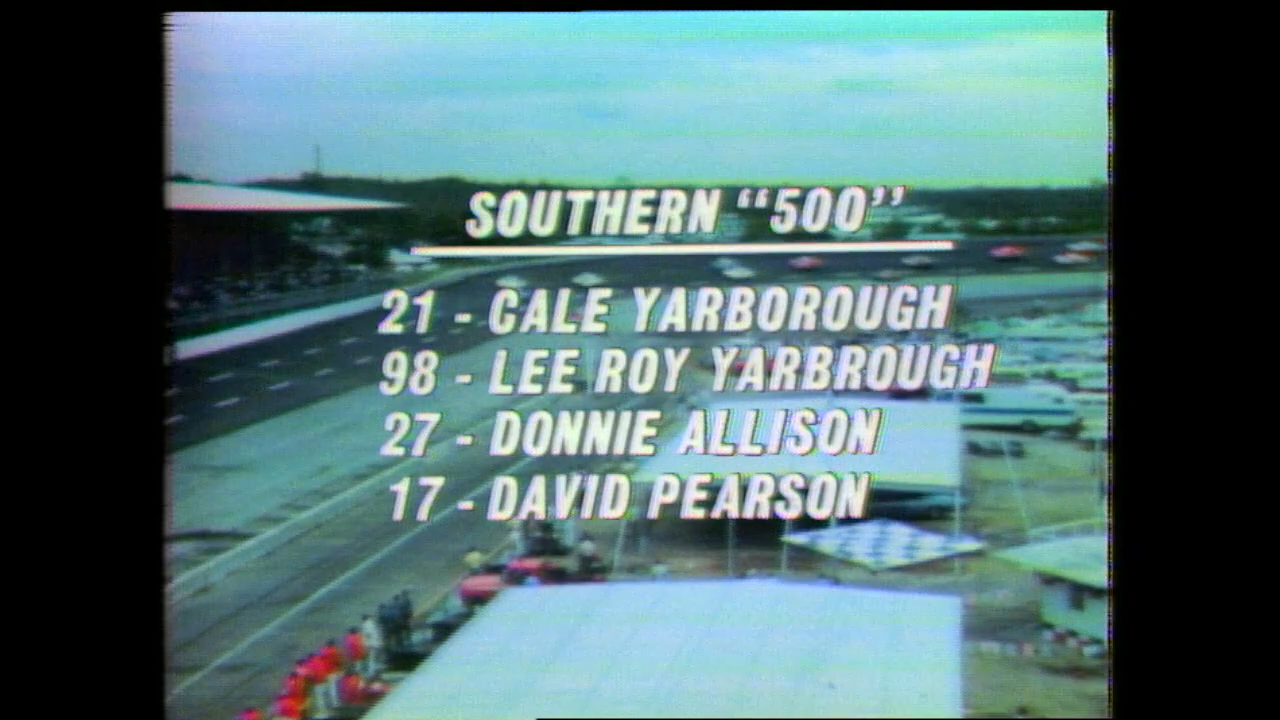 SOUTHERN "500"
21 - CALE YARBOROUGH
98 - LEE ROY YARBROUGH
27 - DONNIE ALLISON
17 - DAVID PEARSON